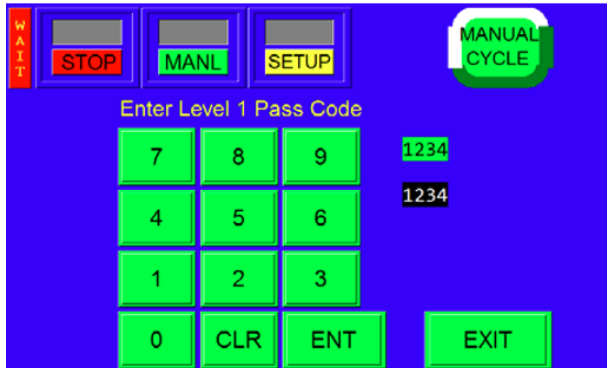 WAIT
STOP MANL SETUP
MANUAL
CYCLE
Enter Level 1 Pass Code
7 8 9 1234
1234
4 5 6
1 2 3
0 CLR ENT EXIT